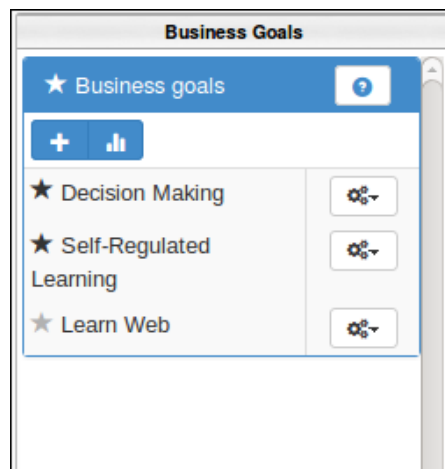 Business Goals
Business goals
Decision Making
Self-Regulated
Learning
Learn Web